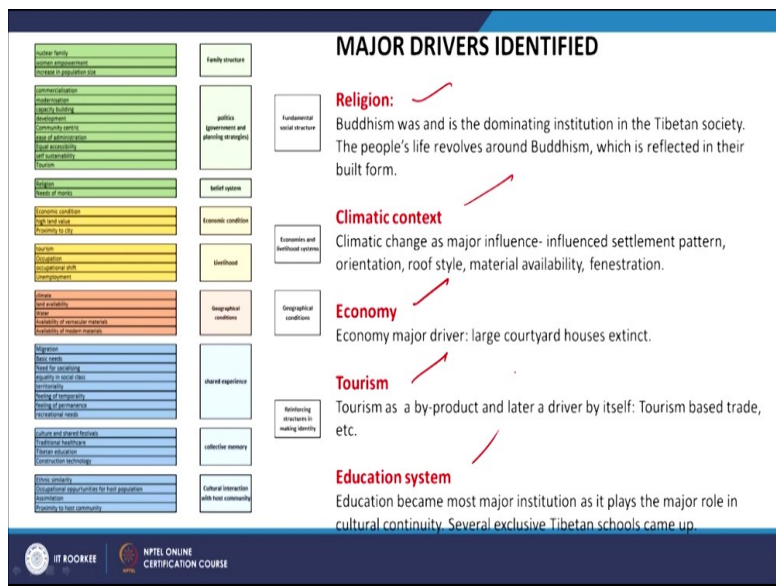 nuclear family
women empowerment
increase in population size
commercialisation
modernisation
capacity building
development
Community centric
ease of administration
Equal accessibility
self sustainability
Tourism
Religion
Needs of monks
Economic condition
high land value
Proximity to city
tourism
Occupation
occupational shift
Unemployment
climate
land availability
Water
Availability of vernacular materials
Availability of modern materials
Migration
Basic needs
Need for socialising
equality in social class
territoriality
feeling of temporality
feeling of permanence
recreational needs
culture and shared festivals
Traditional healthcare
Tibetan education
Construction technology
Ethnic similarity
Occupational oppurtunities for host population
Assimilation
Proximity to host community
Family structure
politics
(government and
planning strategies)
belief system
Economic condition
Livelihood
Geographical
conditions
shared experience
collective memory
Cultural interaction
with host community
Fundamental
social structure
Economies and
livelihood systems
Geographical
conditions
Reinforcing
structures in
making identity
MAJOR DRIVERS IDENTIFIED
Religion:
Buddhism was and is the dominating institution in the Tibetan society.
The people's life revolves around Buddhism, which is reflected in their
built form.
Climatic context
Climatic change as major influence- influenced settlement pattern,
orientation, roof style, material availability, fenestration.
Economy
Economy major driver: large courtyard houses extinct.
Tourism
Tourism as a by-product and later a driver by itself: Tourism based trade,
etc.
Education system
Education became most major institution as it plays the major role in
cultural continuity. Several exclusive Tibetan schools came up.
IIT ROORKEE
NPTEL ONLINE
CERTIFICATION COURSE